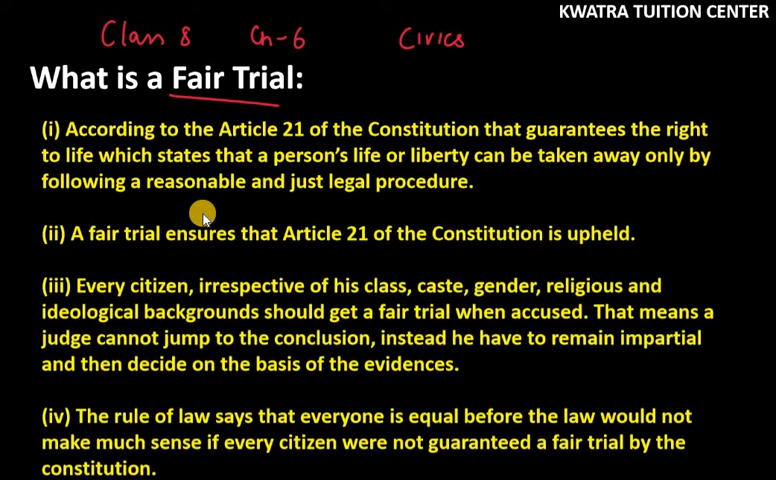 KWATRA TUITION CENTER
Class 8 Ch-6 Civics
What is a Fair Trial:
(i) According to the Article 21 of the Constitution that guarantees the right
to life which states that a person's life or liberty can be taken away only by
following a reasonable and just legal procedure.
(ii) A fair trial ensures that Article 21 of the Constitution is upheld.
(iii) Every citizen, irrespective of his class, caste, gender, religious and
ideological backgrounds should get a fair trial when accused. That means a
judge cannot jump to the conclusion, instead he have to remain impartial
and then decide on the basis of the evidences.
(iv) The rule of law says that everyone is equal before the law would not
make much sense if every citizen were not guaranteed a fair trial by the
constitution.